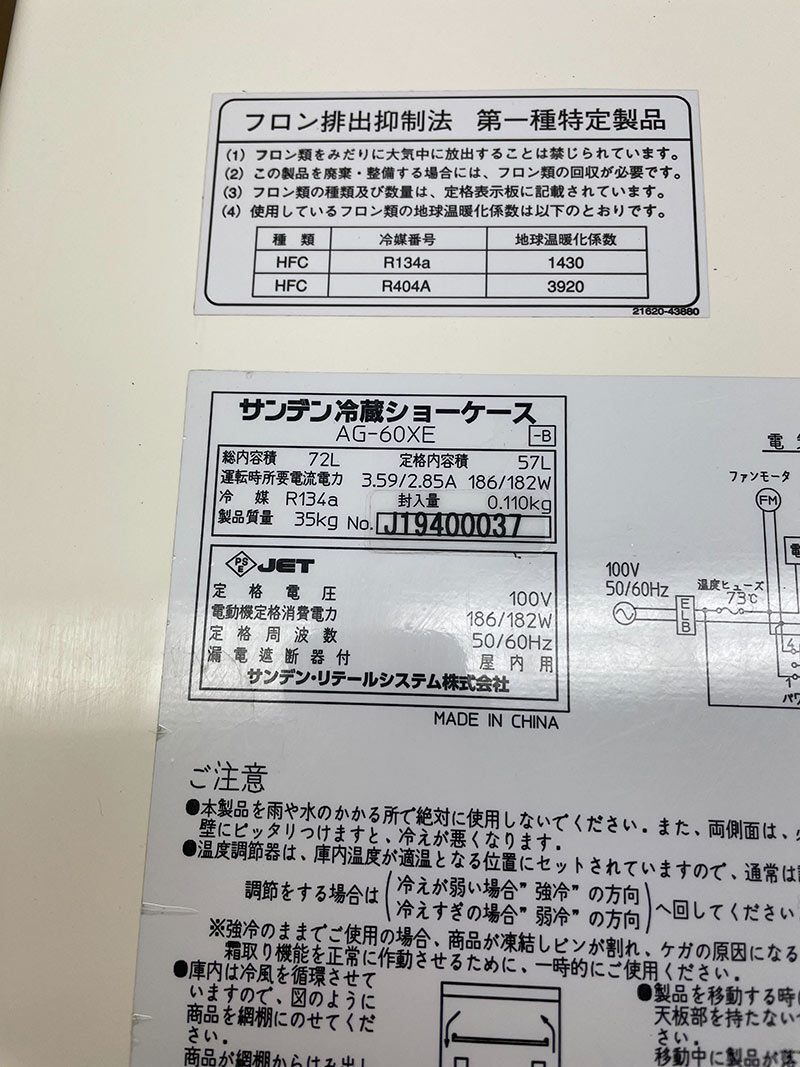 フロン排出抑制法 第一種特定製品
(1) フロン類をみだりに大気中に放出することは禁じられています。
(2) この製品を廃棄・整備する場合には、フロン類の回収が必要です。
(3) フロン類の種類及び数量は、定格表示板に記載されています。
(4) 使用しているフロン類の地球温暖化係数は以下のとおりです。
種 類 冷媒番号 地球温暖化係数
HFC R134a 1430
HFC R404A 3920
21620-43880
サンデン冷蔵ショーケース
AG-60XE -B
総内容積 72L 定格内容積 57L
運転時所要電流電力 3.59/2.85A 186/182W
冷 媒 R134a 封入量 0.110kg
製品質量 35kg No. J19400037
PSE JET
定格電圧 100V
電動機定格消費電力 186/182W
定格周波数 50/60Hz
漏電遮断器付 屋内用
サンデン・リテールシステム株式会社
MADE IN CHINA
電
ファンモータ
FM
電
100V
50/60Hz
温度ヒューズ
73℃
ELB
4
1
パワ
ご注意
●本製品を雨や水のかかる所で絶対に使用しないでください。また、両側面は、
壁にピッタリつけますと、冷えが悪くなります。
●温度調節器は、庫内温度が適温となる位置にセットされていますので、通常は
調節をする場合は(冷えが弱い場合”強冷”の方向
冷えすぎの場合”弱冷”の方向)へ回してください
※強冷のままでご使用の場合、商品が凍結しビンが割れ、ケガの原因になる
霜取り機能を正常に作動させるために、一時的にご使用ください。
●庫内は冷風を循環させて
いますので、図のように
商品を網棚にのせてくだ
さい。
商品が網棚からはみ出し
●製品を移動する時
天板部を持たない
さい。
移動中に製品が落